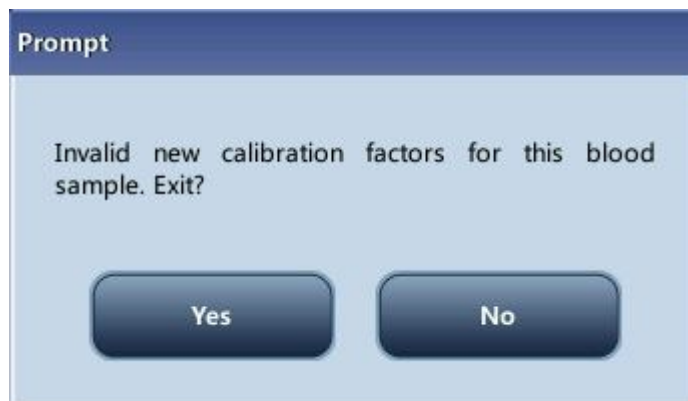 Prompt
Invalid new calibration factors for this blood
sample. Exit?
Yes
No